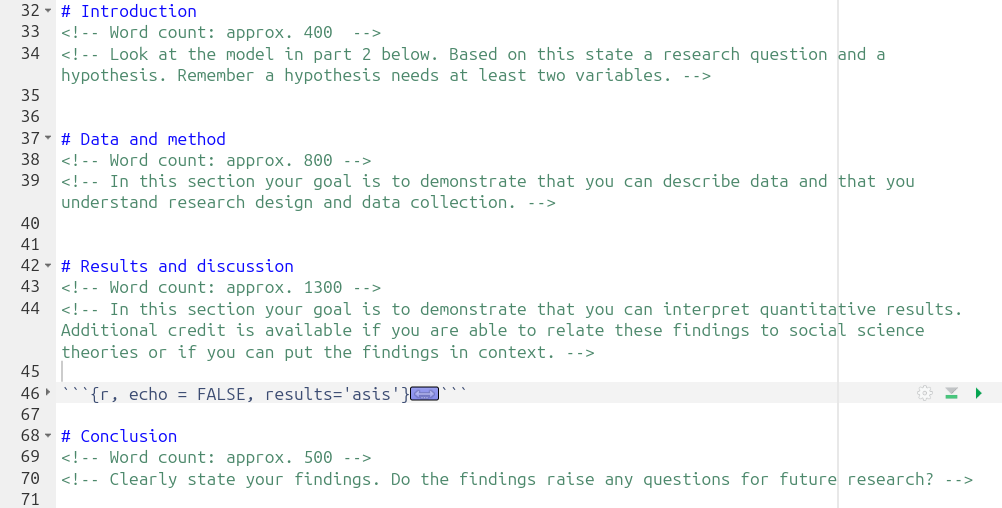 32 # Introduction
33 <!-- Word count: approx. 400  -->
34 <!-- Look at the model in part 2 below. Based on this state a research question and a
hypothesis. Remember a hypothesis needs at least two variables. -->
35
36
37 # Data and method
38 <!-- Word count: approx. 800 -->
39 <!-- In this section your goal is to demonstrate that you can describe data and that you
understand research design and data collection. -->
40
41
42 # Results and discussion
43 <!-- Word count: approx. 1300 -->
44 <!-- In this section your goal is to demonstrate that you can interpret quantitative results.
Additional credit is available if you are able to relate these findings to social science
theories or if you can put the findings in context. -->
45
46 ```{r, echo = FALSE, results='asis'}```
67
68 # Conclusion
69 <!-- Word count: approx. 500 -->
70 <!-- Clearly state your findings. Do the findings raise any questions for future research? -->
71